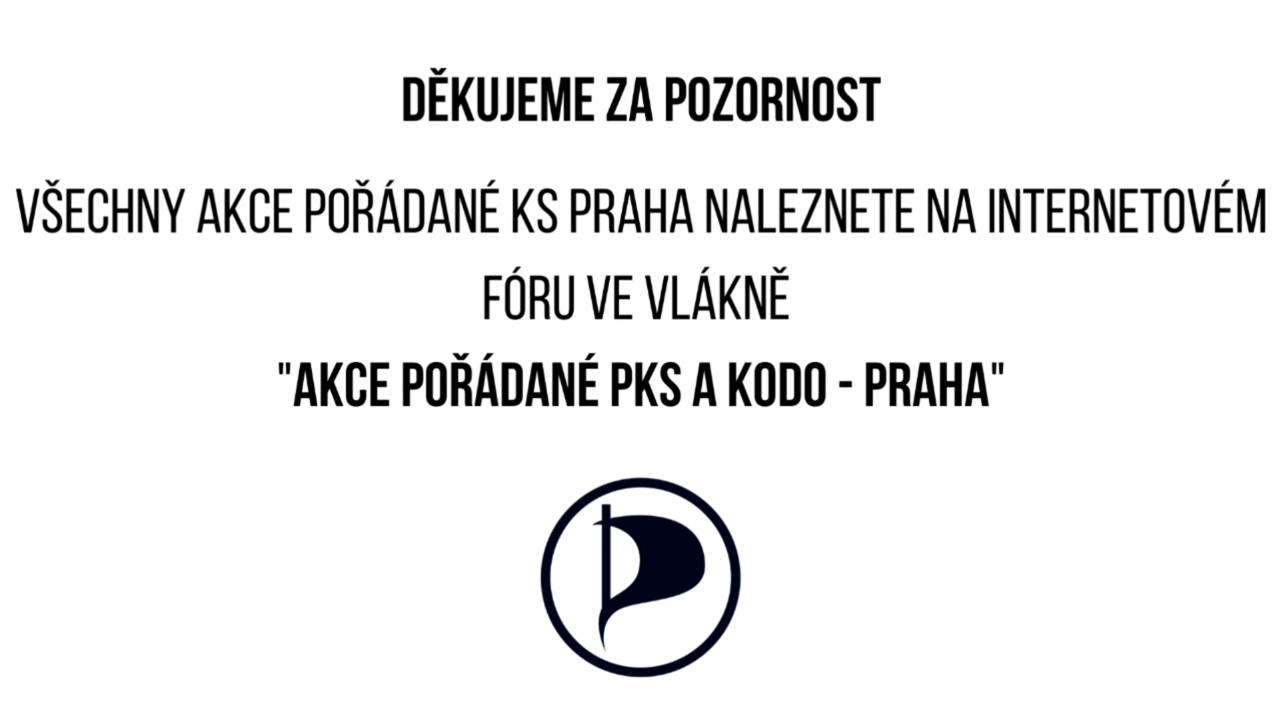 DĚKUJEME ZA POZORNOST
VŠECHNY AKCE POŘÁDANÉ KS PRAHA NALEZNETE NA INTERNETOVÉM
FÓRU VE VLÁKNĚ
"AKCE POŘÁDANÉ PKS A KODO - PRAHA"